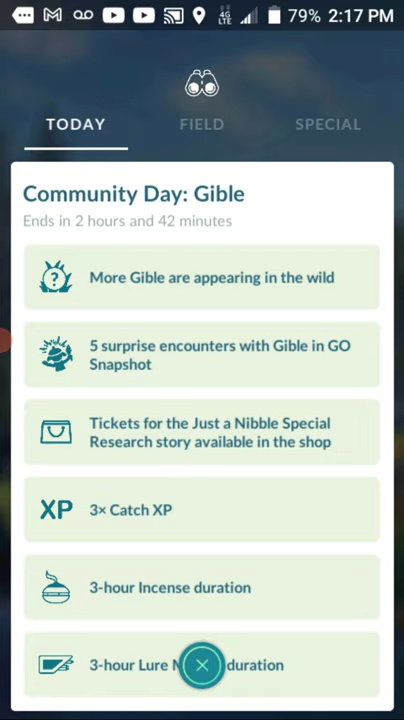 4G
LTE
79% 2:17 PM
TODAY FIELD SPECIAL
Community Day: Gible
Ends in 2 hours and 42 minutes
?
More Gible are appearing in the wild
5 surprise encounters with Gible in GO
Snapshot
Tickets for the Just a Nibble Special
Research story available in the shop
XP 3× Catch XP
3-hour Incense duration
3-hour Lure duration